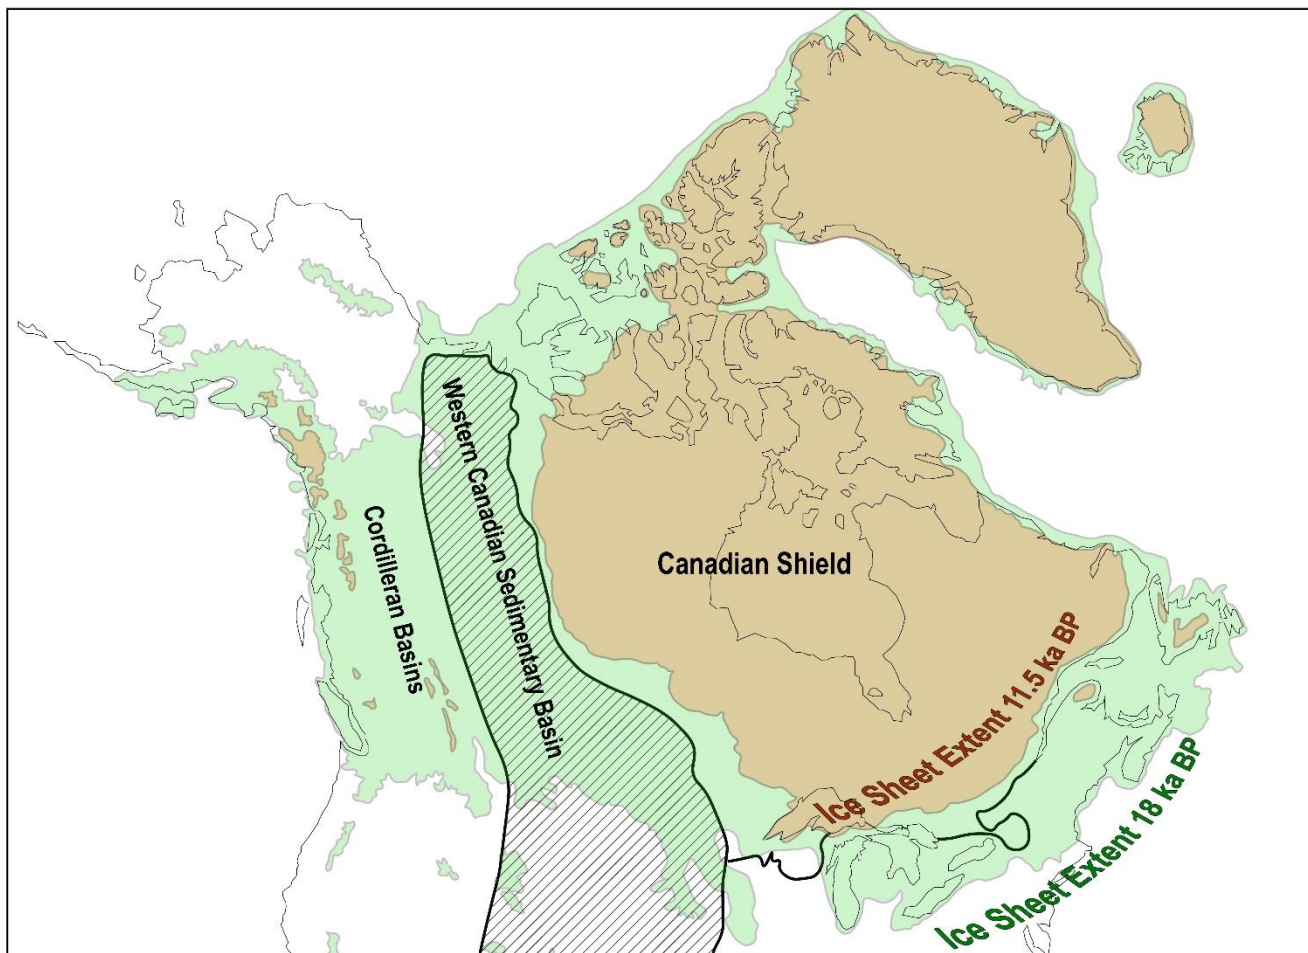 Western Canadian Sedimentary Basin
Cordilleran Basins
Canadian Shield
Ice Sheet Extent 11.5 ka BP
Ice Sheet Extent 18 ka BP